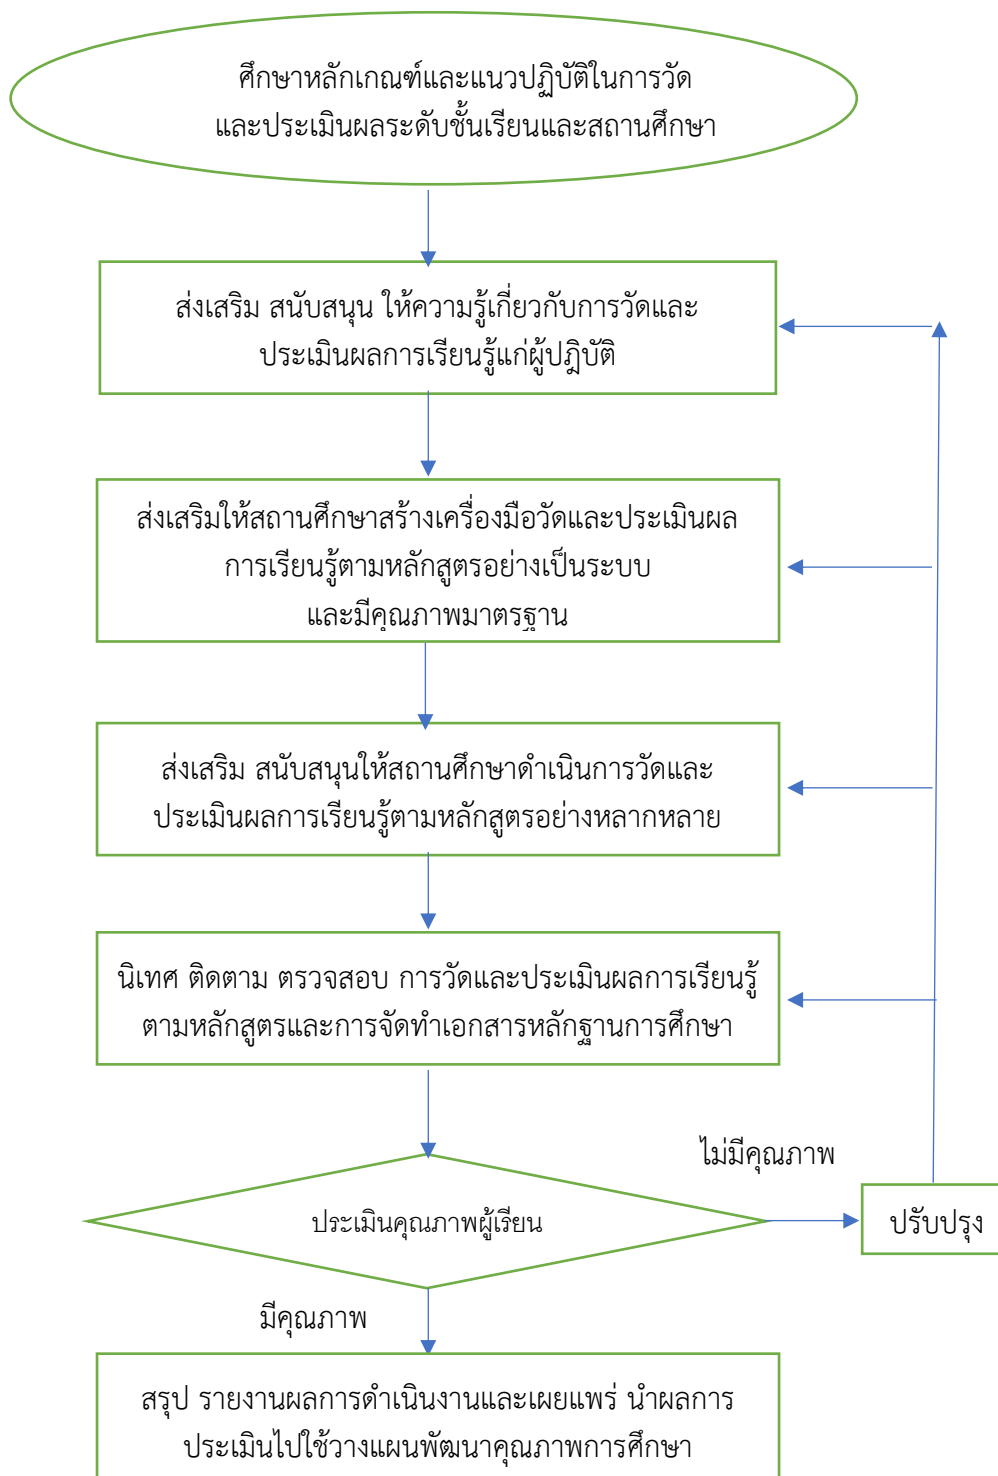 ศึกษาหลักเกณฑ์และแนวปฏิบัติในการวัด
และประเมินผลระดับชั้นเรียนและสถานศึกษา
ส่งเสริม สนับสนุน ให้ความรู้เกี่ยวกับการวัดและ
ประเมินผลการเรียนรู้แก่ผู้ปฎิบัติ
ส่งเสริมให้สถานศึกษาสร้างเครื่องมือวัดและประเมินผล
การเรียนรู้ตามหลักสูตรอย่างเป็นระบบ
และมีคุณภาพมาตรฐาน
ส่งเสริม สนับสนุนให้สถานศึกษาดำเนินการวัดและ
ประเมินผลการเรียนรู้ตามหลักสูตรอย่างหลากหลาย
นิเทศ ติดตาม ตรวจสอบ การวัดและประเมินผลการเรียนรู้
ตามหลักสูตรและการจัดทำเอกสารหลักฐานการศึกษา
ไม่มีคุณภาพ
ประเมินคุณภาพผู้เรียน
ปรับปรุง
มีคุณภาพ
สรุป รายงานผลการดำเนินงานและเผยแพร่ นำผลการ
ประเมินไปใช้วางแผนพัฒนาคุณภาพการศึกษา